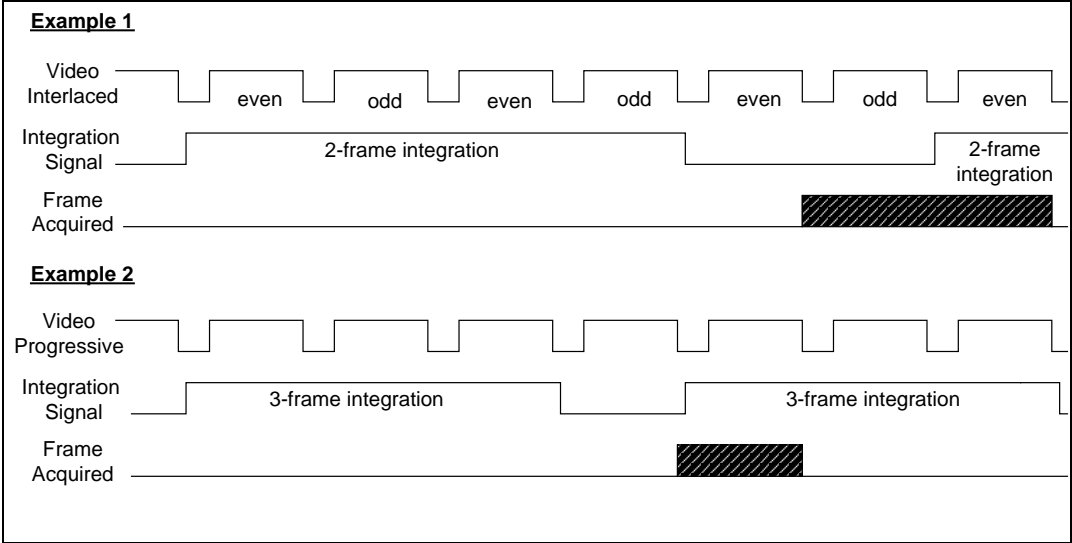 Example 1
Video
Interlaced
even odd even odd even odd even
Integration
Signal
2-frame integration
2-frame
integration
Frame
Acquired
Example 2
Video
Progressive
Integration
Signal
3-frame integration 3-frame integration
Frame
Acquired